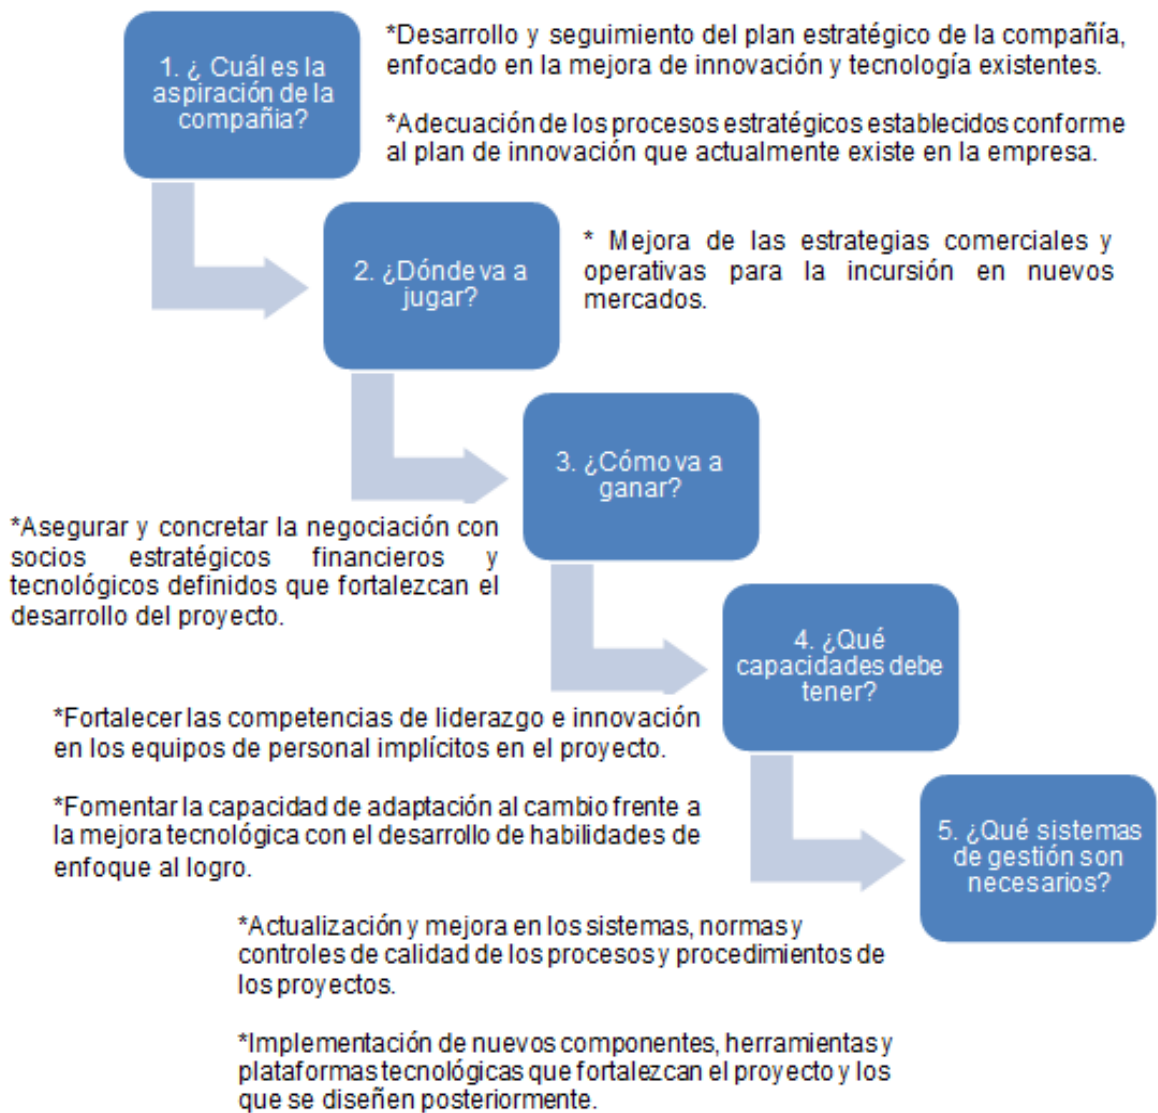 1. ¿ Cuál es la
aspiración de la
compañia?
*Desarrollo y seguimiento del plan estratégico de la compañía,
enfocado en la mejora de innovación y tecnología existentes.
*Adecuación de los procesos estratégicos establecidos conforme
al plan de innovación que actualmente existe en la empresa.
2. ¿Dónde va a
jugar?
* Mejora de las estrategias comerciales y
operativas para la incursión en nuevos
mercados.
3. ¿Cómo va a
ganar?
*Asegurar y concretar la negociación con
socios estratégicos financieros y
tecnológicos definidos que fortalezcan el
desarrollo del proyecto.
4. ¿Qué
capacidades debe
tener?
*Fortalecer las competencias de liderazgo e innovación
en los equipos de personal implícitos en el proyecto.
*Fomentar la capacidad de adaptación al cambio frente a
la mejora tecnológica con el desarrollo de habilidades de
enfoque al logro.
5. ¿Qué sistemas
de gestión son
necesarios?
*Actualización y mejora en los sistemas, normas y
controles de calidad de los procesos y procedimientos de
los proyectos.
*Implementación de nuevos componentes, herramientas y
plataformas tecnológicas que fortalezcan el proyecto y los
que se diseñen posteriormente.